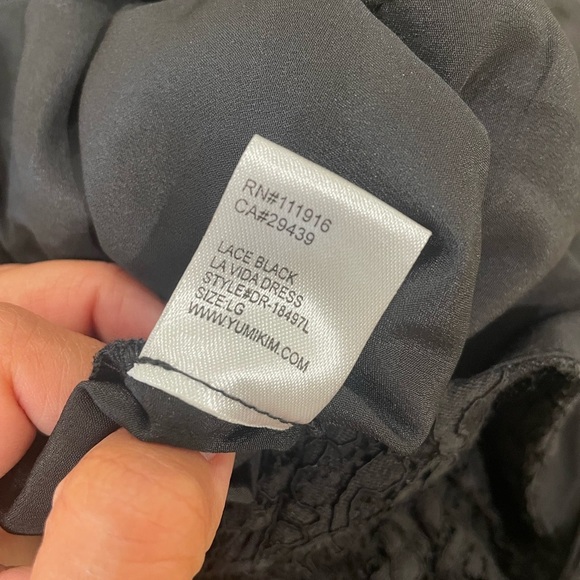 RN#111916
CA#29439
LACE BLACK
LA VIDA DRESS
STYLE#DR-18497L
SIZE:LG
WWW.YUMIKIM.COM